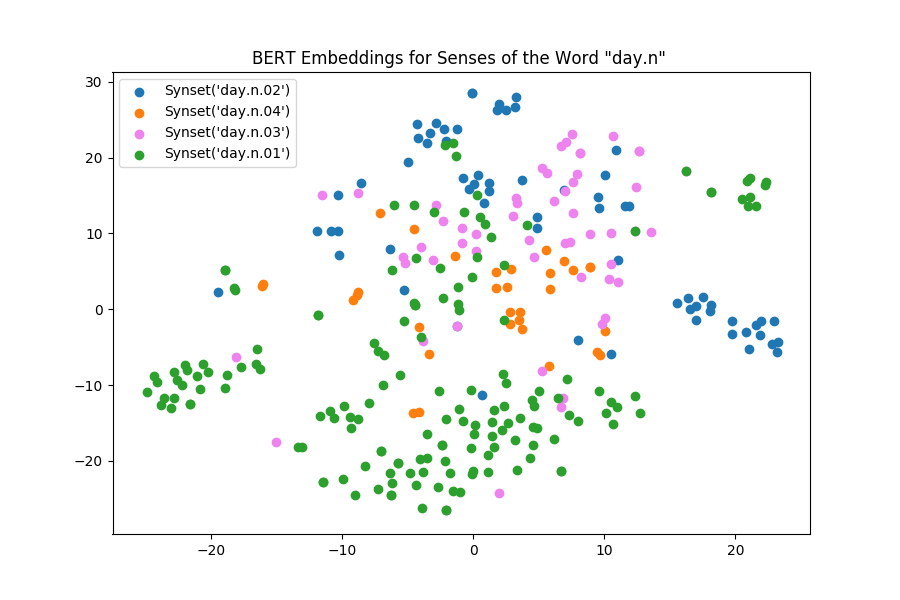 BERT Embeddings for Senses of the Word "day.n"
Synset('day.n.02')
Synset('day.n.04')
Synset('day.n.03')
Synset('day.n.01')
30
20
10
0
−10
−20
−20
−10
0
10
20